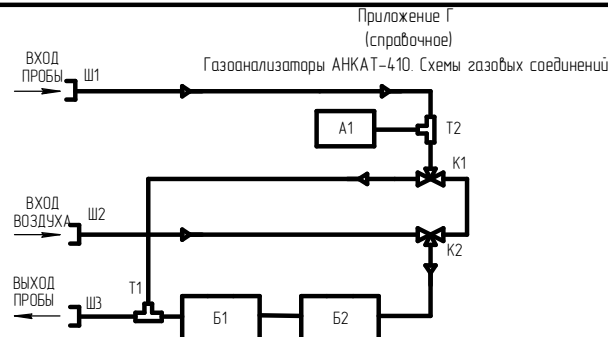 Приложение Г
(справочное)
Газоанализаторы АНКАТ-410. Схемы газовых соединений
ВХОД
ПРОБЫ
Ш1
А1
Т2
К1
ВХОД
ВОЗДУХА
Ш2
К2
ВЫХОД
ПРОБЫ
Ш3
Т1
Б1
Б2